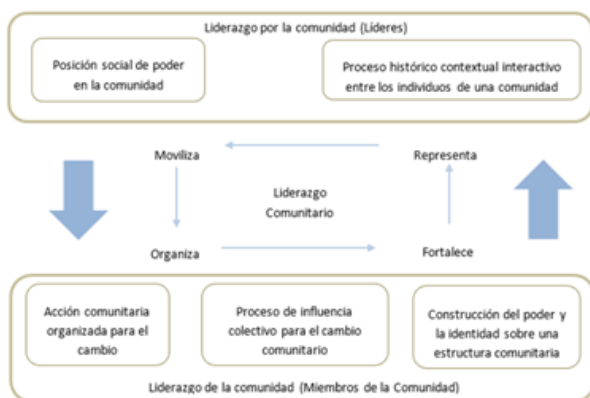 Liderazgo por la comunidad (Líderes)
Posición social de poder
en la comunidad
Proceso histórico contextual interactivo
entre los individuos de una comunidad
Moviliza
Representa
Liderazgo
Comunitario
Organiza
Fortalece
Acción comunitaria
organizada para el
cambio
Proceso de influencia
colectivo para el cambio
comunitario
Construcción del poder y
la identidad sobre una
estructura comunitaria
Liderazgo de la comunidad (Miembros de la Comunidad)